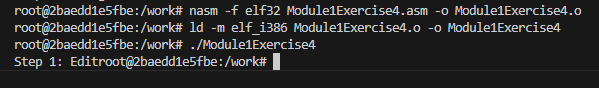 root@2baedd1e5fbe:/work# nasm -f elf32 Module1Exercise4.asm -o Module1Exercise4.o
root@2baedd1e5fbe:/work# ld -m elf_i386 Module1Exercise4.o -o Module1Exercise4
root@2baedd1e5fbe:/work# ./Module1Exercise4
Step 1: Editroot@2baedd1e5fbe:/work#